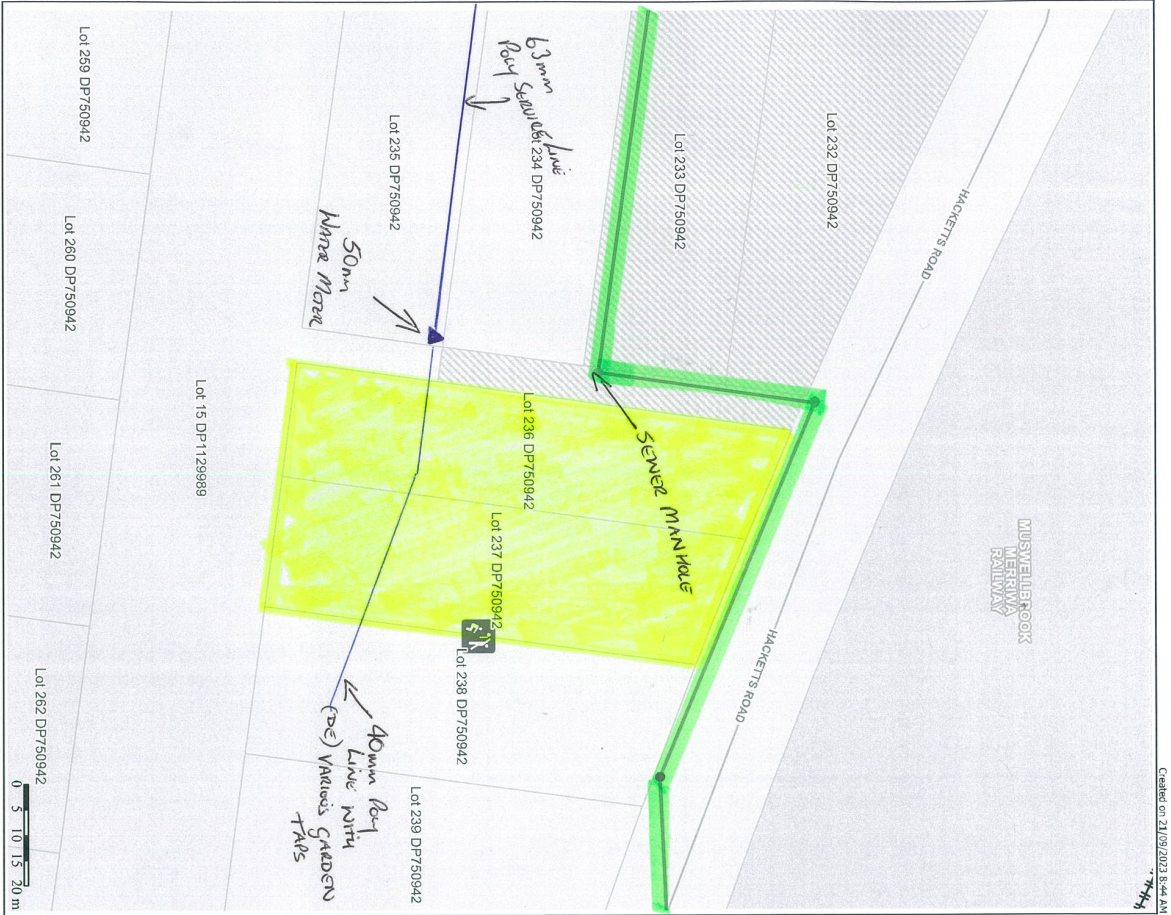 Created on 21/09/2023 8:44 AM
HACKETTS ROAD
HACKETTS ROAD
MUSWELLBROOK
MERRIWA
RAILWAY
Lot 232 DP750942
Lot 233 DP750942
63mm
POLY SERVICE LINE
Lot 234 DP750942
Lot 235 DP750942
50mm
WATER METER
SEWER MANHOLE
Lot 236 DP750942
Lot 237 DP750942
Lot 238 DP750942
Lot 239 DP750942
40mm POLY
LINE WITH
(DE) VARIOUS GARDEN
TAPS
Lot 259 DP750942
Lot 260 DP750942
Lot 15 DP1129989
Lot 261 DP750942
Lot 262 DP750942
0 5 10 15 20 m